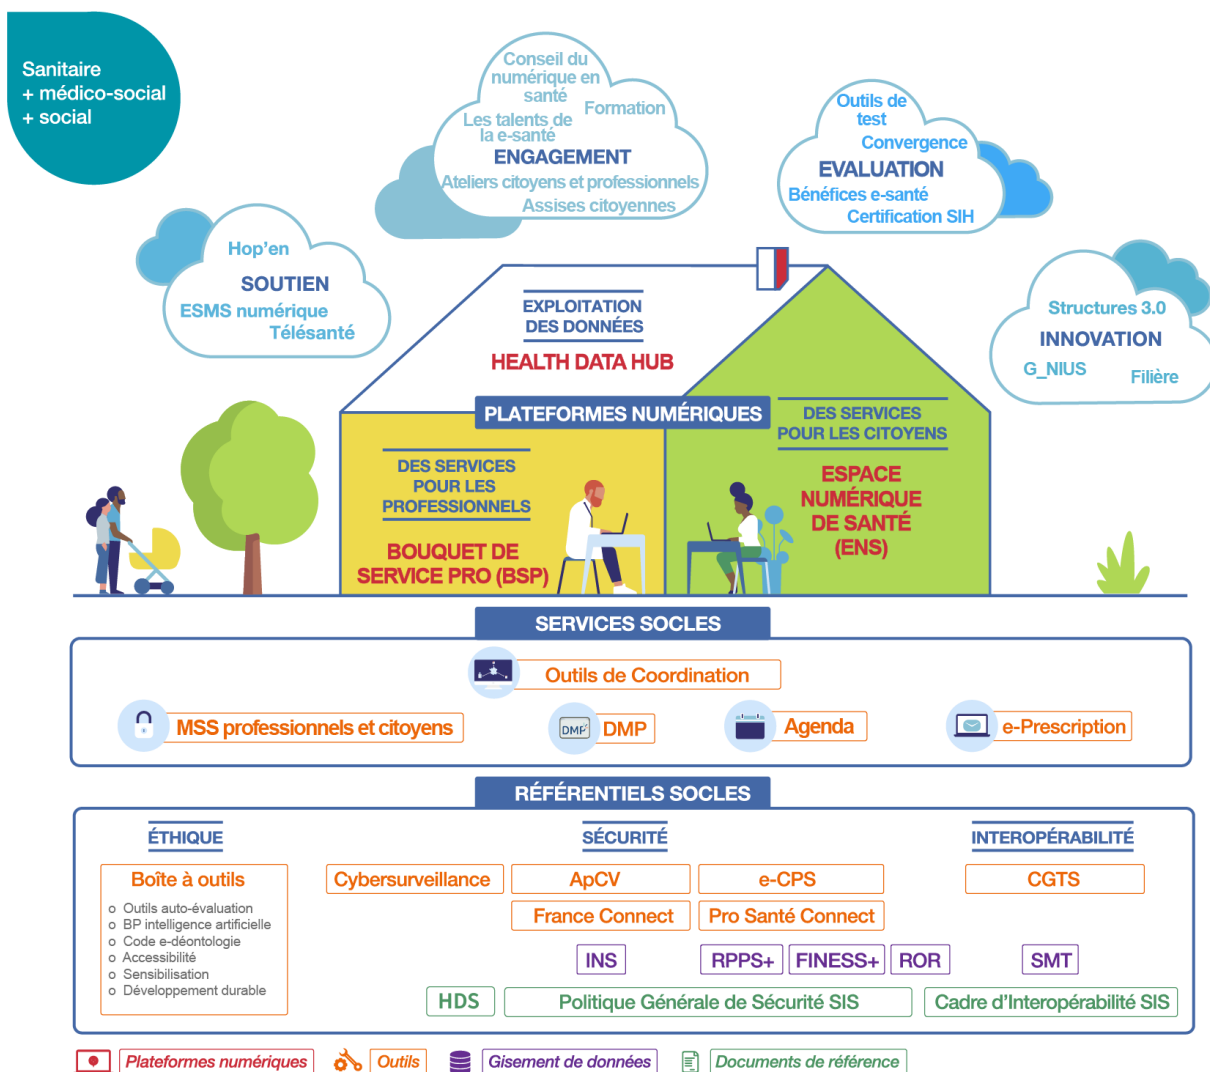 Sanitaire
+ médico-social
+ social
Conseil du
numérique en
santé
Formation
Les talents de
la e-santé
ENGAGEMENT
Ateliers citoyens et professionnels
Assises citoyennes
Outils de
test
Convergence
EVALUATION
Bénéfices e-santé
Certification SIH
Hop'en
SOUTIEN
ESMS numérique
Télésanté
Structures 3.0
INNOVATION
G_NIUS
Filière
EXPLOITATION
DES DONNÉES
HEALTH DATA HUB
PLATEFORMES NUMÉRIQUES
DES SERVICES
POUR LES
PROFESSIONNELS
BOUQUET DE
SERVICE PRO (BSP)
DES SERVICES
POUR LES CITOYENS
ESPACE
NUMÉRIQUE
DE SANTÉ
(ENS)
SERVICES SOCLES
Outils de Coordination
MSS professionnels et citoyens
DMP
DMP
Agenda
e-Prescription
RÉFÉRENTIELS SOCLES
ÉTHIQUE
Boîte à outils
o Outils auto-évaluation
o BP intelligence artificielle
o Code e-déontologie
o Accessibilité
o Sensibilisation
o Développement durable
SÉCURITÉ
Cybersurveillance
ApCV
e-CPS
France Connect
Pro Santé Connect
INS
RPPS+
FINESS+
ROR
HDS
Politique Générale de Sécurité SIS
INTEROPÉRABILITÉ
CGTS
SMT
Cadre d'Interopérabilité SIS
Plateformes numériques
Outils
Gisement de données
Documents de référence